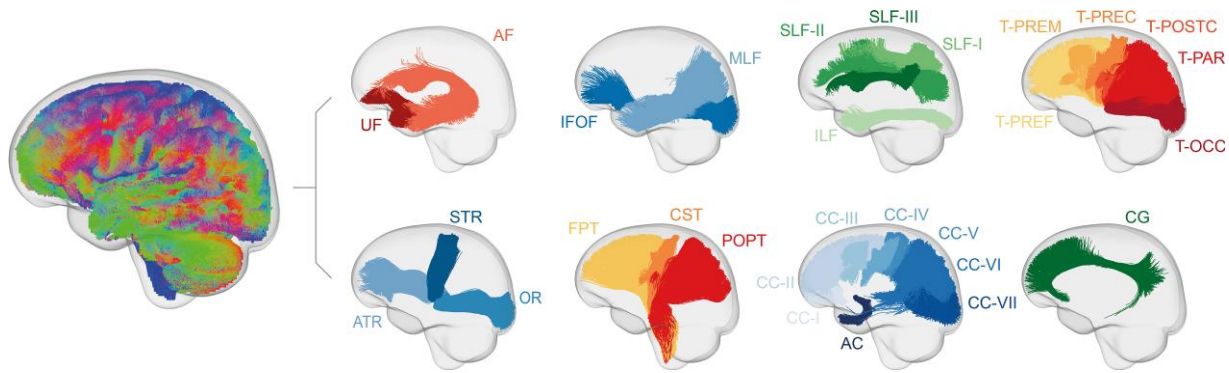 AF
UF
MLF
IFOF
SLF-III
SLF-II
SLF-I
ILF
T-PREC
T-PREM
T-POSTC
T-PAR
T-PREF
T-OCC
STR
OR
ATR
CST
FPT
POPT
CC-IV
CC-III
CC-V
CC-VI
CC-II
CC-VII
CC-I
AC
CG